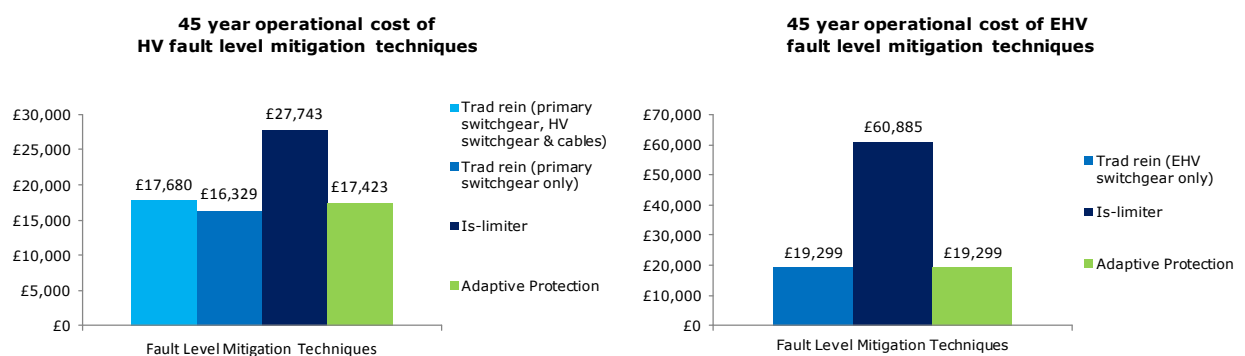 45 year operational cost of
HV fault level mitigation techniques
£30,000
£25,000
£20,000
£15,000
£10,000
£5,000
£0
£17,680
£16,329
£27,743
£17,423
Fault Level Mitigation Techniques
Trad rein (primary
switchgear, HV
switchgear & cables)
Trad rein (primary
switchgear only)
Is-limiter
Adaptive Protection
45 year operational cost of EHV
fault level mitigation techniques
£70,000
£60,000
£50,000
£40,000
£30,000
£20,000
£10,000
£0
£19,299
£60,885
£19,299
Fault Level Mitigation Techniques
Trad rein (EHV
switchgear only)
Is-limiter
Adaptive Protection